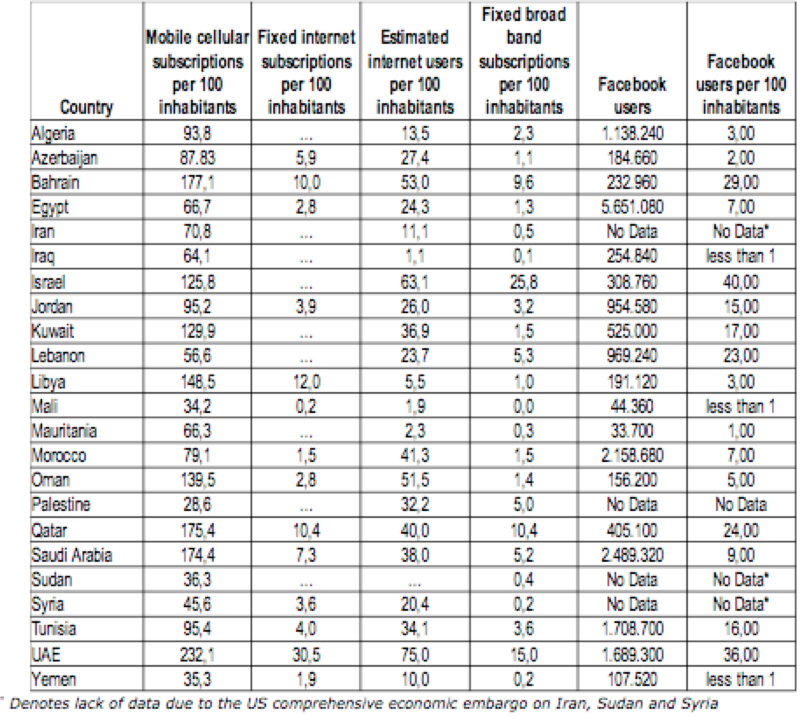 Country | Mobile cellular subscriptions per 100 inhabitants | Fixed internet subscriptions per 100 inhabitants | Estimated internet users per 100 inhabitants | Fixed broad band subscriptions per 100 inhabitants | Facebook users | Facebook users per 100 inhabitants
Algeria | 93,8 | ... | 13,5 | 2,3 | 1.138.240 | 3,00
Azerbaijan | 87.83 | 5,9 | 27,4 | 1,1 | 184.660 | 2,00
Bahrain | 177,1 | 10,0 | 53,0 | 9,6 | 232.960 | 29,00
Egypt | 66,7 | 2,8 | 24,3 | 1,3 | 5.651.080 | 7,00
Iran | 70,8 | ... | 11,1 | 0,5 | No Data | No Data*
Iraq | 64,1 | ... | 1,1 | 0,1 | 254.840 | less than 1
Israel | 125,8 | ... | 63,1 | 25,8 | 308.760 | 40,00
Jordan | 95,2 | 3,9 | 26,0 | 3,2 | 954.580 | 15,00
Kuwait | 129,9 | ... | 36,9 | 1,5 | 525.000 | 17,00
Lebanon | 56,6 | ... | 23,7 | 5,3 | 969.240 | 23,00
Libya | 148,5 | 12,0 | 5,5 | 1,0 | 191.120 | 3,00
Mali | 34,2 | 0,2 | 1,9 | 0,0 | 44.360 | less than 1
Mauritania | 66,3 | ... | 2,3 | 0,3 | 33.700 | 1,00
Morocco | 79,1 | 1,5 | 41,3 | 1,5 | 2.158.680 | 7,00
Oman | 139,5 | 2,8 | 51,5 | 1,4 | 156.200 | 5,00
Palestine | 28,6 | ... | 32,2 | 5,0 | No Data | No Data
Qatar | 175,4 | 10,4 | 40,0 | 10,4 | 405.100 | 24,00
Saudi Arabia | 174,4 | 7,3 | 38,0 | 5,2 | 2.489.320 | 9,00
Sudan | 36,3 | ... | ... | 0,4 | No Data | No Data*
Syria | 45,6 | 3,6 | 20,4 | 0,2 | No Data | No Data*
Tunisia | 95,4 | 4,0 | 34,1 | 3,6 | 1.708.700 | 16,00
UAE | 232,1 | 30,5 | 75,0 | 15,0 | 1.689.300 | 36,00
Yemen | 35,3 | 1,9 | 10,0 | 0,2 | 107.520 | less than 1
* Denotes lack of data due to the US comprehensive economic embargo on Iran, Sudan and Syria